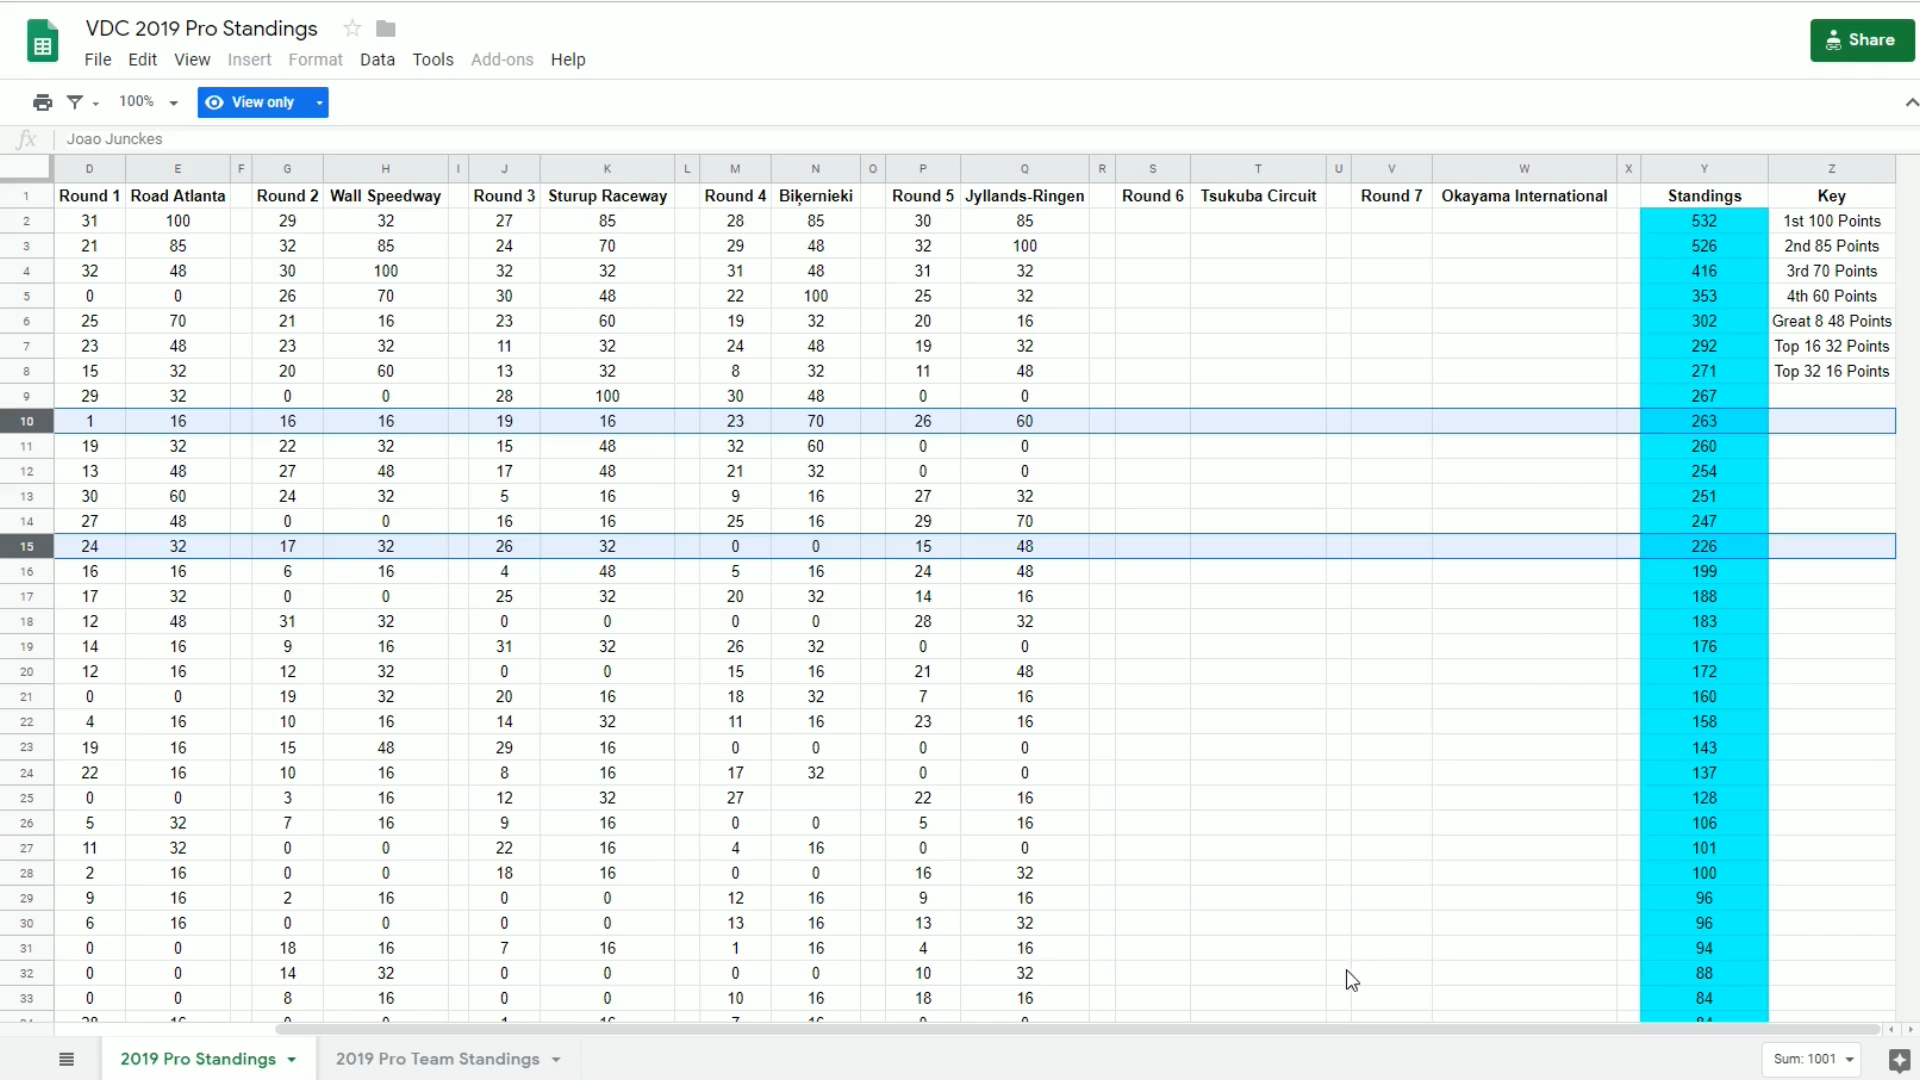 VDC 2019 Pro Standings
Share
File Edit View Insert Format Data Tools Add-ons Help
100% View only
fx Joao Junckes
D E F G H I J K L M N O P Q R S T U V W X Y Z
1 Round 1 Road Atlanta Round 2 Wall Speedway Round 3 Sturup Raceway Round 4 Biķernieki Round 5 Jyllands-Ringen Round 6 Tsukuba Circuit Round 7 Okayama International Standings Key
2 31 100 29 32 27 85 28 85 30 85 532 1st 100 Points
3 21 85 32 85 24 70 29 48 32 100 526 2nd 85 Points
4 32 48 30 100 32 32 31 48 31 32 416 3rd 70 Points
5 0 0 26 70 30 48 22 100 25 32 353 4th 60 Points
6 25 70 21 16 23 60 19 32 20 16 302 Great 8 48 Points
7 23 48 23 32 11 32 24 48 19 32 292 Top 16 32 Points
8 15 32 20 60 13 32 8 32 11 48 271 Top 32 16 Points
9 29 32 0 0 28 100 30 48 0 0 267
10 1 16 16 16 19 16 23 70 26 60 263
11 19 32 22 32 15 48 32 60 0 0 260
12 13 48 27 48 17 48 21 32 0 0 254
13 30 60 24 32 5 16 9 16 27 32 251
14 27 48 0 0 16 16 25 16 29 70 247
15 24 32 17 32 26 32 0 0 15 48 226
16 16 16 6 16 4 48 5 16 24 48 199
17 17 32 0 0 25 32 20 32 14 16 188
18 12 48 31 32 0 0 0 0 28 32 183
19 14 16 9 16 31 32 26 32 0 0 176
20 12 16 12 32 0 0 15 16 21 48 172
21 0 0 19 32 20 16 18 32 7 16 160
22 4 16 10 16 14 32 11 16 23 16 158
23 19 16 15 48 29 16 0 0 0 0 143
24 22 16 10 16 8 16 17 32 0 0 137
25 0 0 3 16 12 32 27 22 16 128
26 5 32 7 16 9 16 0 0 5 16 106
27 11 32 0 0 22 16 4 16 0 0 101
28 2 16 0 0 18 16 0 0 16 32 100
29 9 16 2 16 0 0 12 16 9 16 96
30 6 16 0 0 0 0 13 16 13 32 96
31 0 0 18 16 7 16 1 16 4 16 94
32 0 0 14 32 0 0 0 0 10 32 88
33 0 0 8 16 0 0 10 16 18 16 84
2019 Pro Standings 2019 Pro Team Standings Sum: 1001